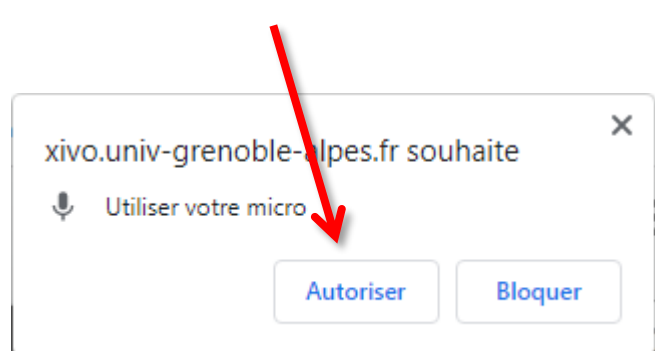 xivo.univ-grenoble-alpes.fr souhaite
Utiliser votre micro
Autoriser
Bloquer